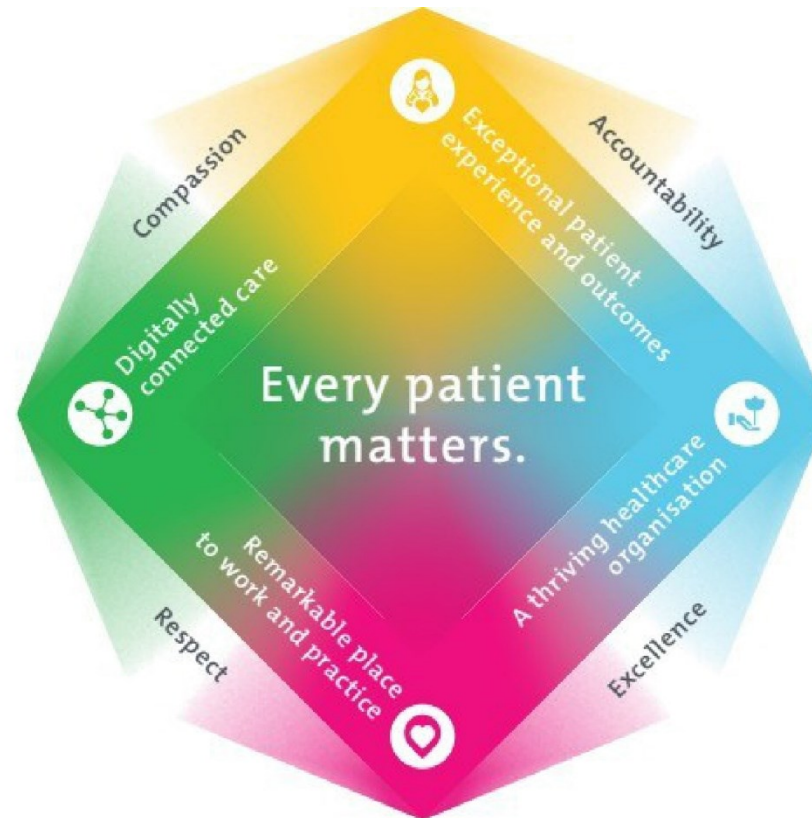 Compassion
Accountability
Exceptional patient
experience and outcomes
Digitally
connected care
Every patient
matters.
A thriving healthcare
organisation
Remarkable place
to work and practice
Respect
Excellence